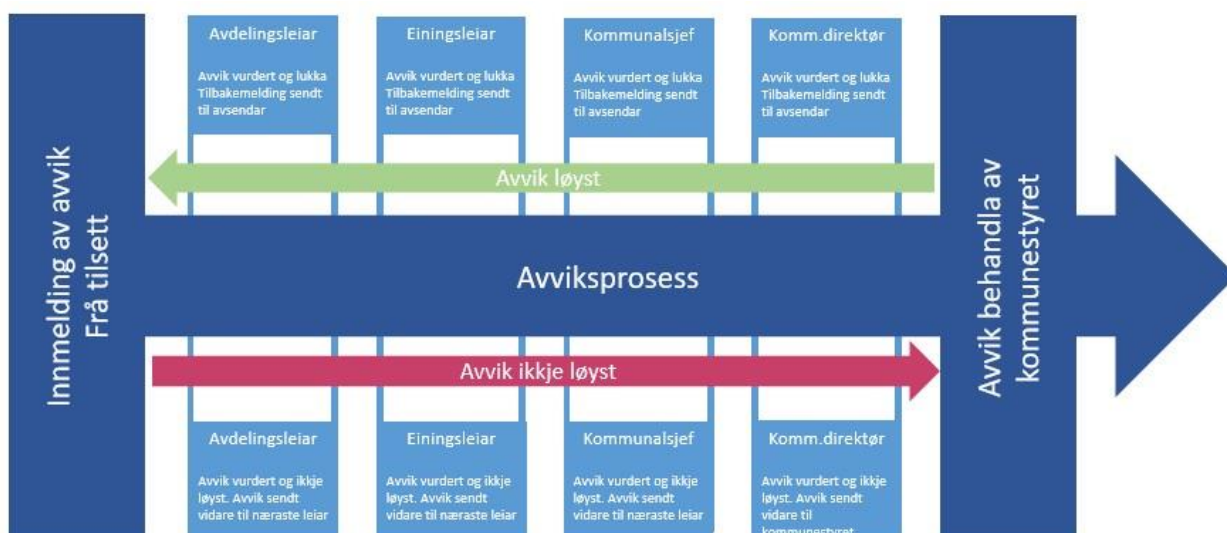 Innmelding av avvik
Frå tilsett
Avdelingsleiar
Avvik vurdert og lukka
Tilbakemelding sendt
til avsendar
Einingsleiar
Avvik vurdert og lukka
Tilbakemelding sendt
til avsendar
Kommunalsjef
Avvik vurdert og lukka
Tilbakemelding sendt
til avsendar
Komm.direktør
Avvik vurdert og lukka
Tilbakemelding sendt
til avsendar
Avvik løyst
Avviksprosess
Avvik ikkje løyst
Avdelingsleiar
Avvik vurdert og ikkje
løyst. Avvik sendt
vidare til næraste leiar
Einingsleiar
Avvik vurdert og ikkje
løyst. Avvik sendt
vidare til næraste leiar
Kommunalsjef
Avvik vurdert og ikkje
løyst. Avvik sendt
vidare til næraste leiar
Komm.direktør
Avvik vurdert og ikkje
løyst. Avvik sendt
vidare til
Avvik behandla av
kommunestyret